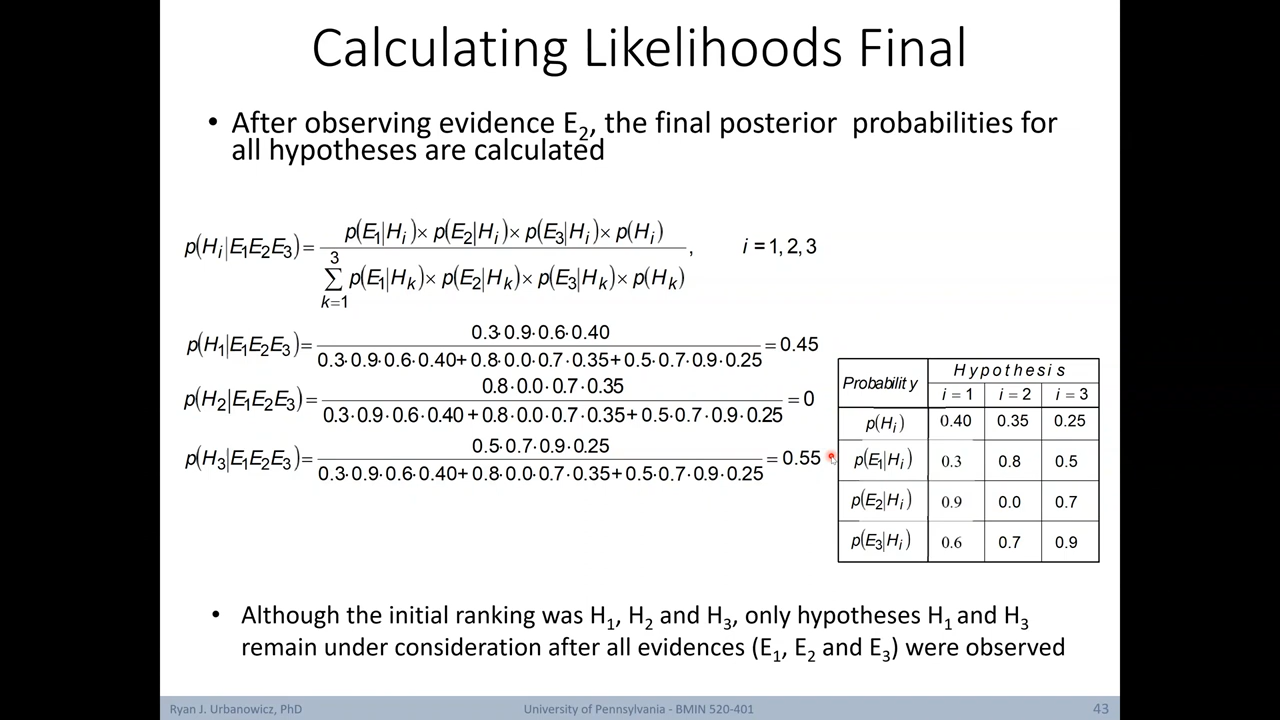 Calculating Likelihoods Final
• After observing evidence E₂, the final posterior probabilities for
all hypotheses are calculated
p(Hᵢ|E₁E₂E₃) = p(E₁|Hᵢ)× p(E₂|Hᵢ)× p(E₃|Hᵢ)× p(Hᵢ) / ∑ₖ₌₁³ p(E₁|Hₖ)× p(E₂|Hₖ)× p(E₃|Hₖ)× p(Hₖ), i = 1, 2, 3
p(H₁|E₁E₂E₃) = 0.3·0.9·0.6·0.40 / 0.3·0.9·0.6·0.40+ 0.8·0.0·0.7·0.35+ 0.5·0.7·0.9·0.25 = 0.45
p(H₂|E₁E₂E₃) = 0.8·0.0·0.7·0.35 / 0.3·0.9·0.6·0.40 + 0.8·0.0·0.7·0.35+ 0.5·0.7·0.9·0.25 = 0
p(H₃|E₁E₂E₃) = 0.5·0.7·0.9·0.25 / 0.3·0.9·0.6·0.40+ 0.8·0.0·0.7·0.35+ 0.5·0.7·0.9·0.25 = 0.55
Probability Hypothesis
i = 1 i = 2 i = 3
p(Hᵢ) 0.40 0.35 0.25
p(E₁|Hᵢ) 0.3 0.8 0.5
p(E₂|Hᵢ) 0.9 0.0 0.7
p(E₃|Hᵢ) 0.6 0.7 0.9
• Although the initial ranking was H₁, H₂ and H₃, only hypotheses H₁ and H₃
remain under consideration after all evidences (E₁, E₂ and E₃) were observed
Ryan J. Urbanowicz, PhD University of Pennsylvania - BMIN 520-401 43